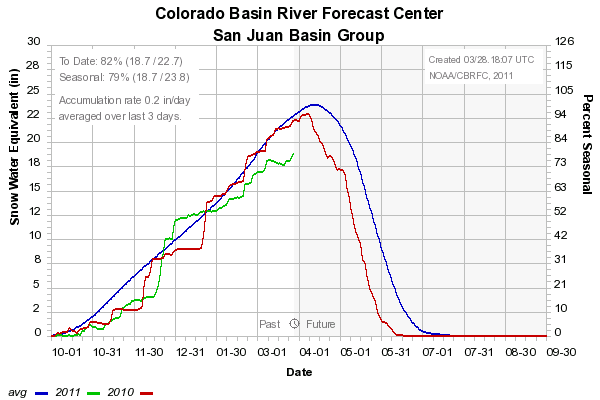 Colorado Basin River Forecast Center
San Juan Basin Group
To Date: 82% (18.7 / 22.7)
Seasonal: 79% (18.7 / 23.8)
Accumulation rate 0.2 in/day
averaged over last 3 days.
Created 03/28.18:07 UTC
NOAA/CBRFC, 2011
Snow Water Equivalent (in)
30
28
25
22
20
18
15
12
10
8
5
2
0
Percent Seasonal
126
115
105
94
84
73
63
52
42
31
21
10
0
Past Future
10-01 10-31 11-30 12-31 01-30 03-01 04-01 05-01 05-31 07-01 07-31 08-30 09-30
Date
avg 2011 2010